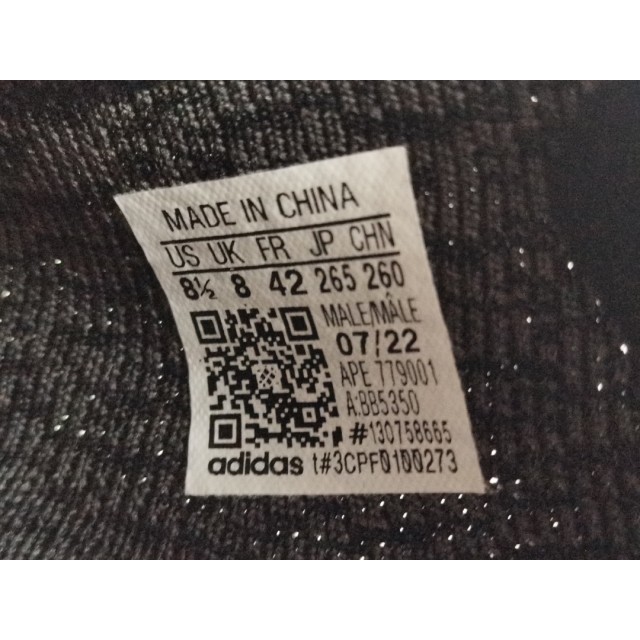 MADE IN CHINA
US UK FR JP CHN
8½ 8 42 265 260
MALE/MÂLE
07/22
APE 779001
A:BB5350
#130758665
adidas t#3CPF0100273